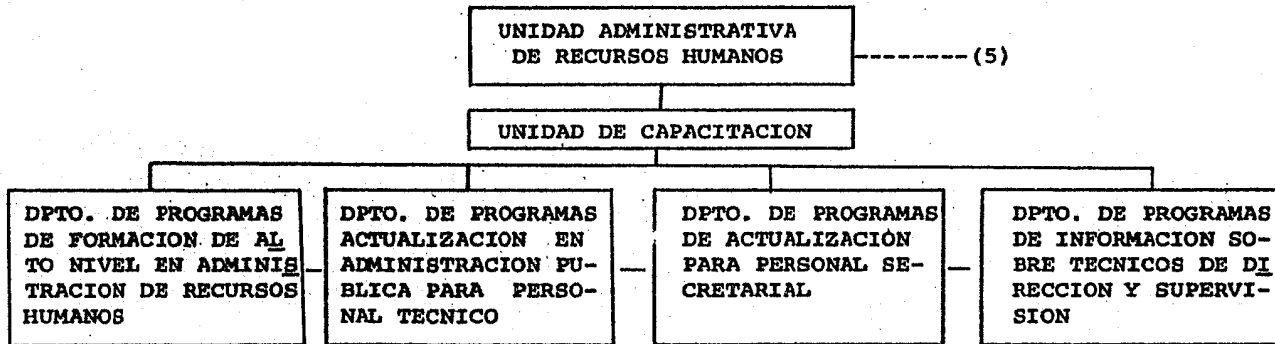 UNIDAD ADMINISTRATIVA
DE RECURSOS HUMANOS
--------(5)
UNIDAD DE CAPACITACION
DPTO. DE PROGRAMAS
DE FORMACION DE AL
TO NIVEL EN ADMINIS
TRACION DE RECURSOS
HUMANOS
DPTO. DE PROGRAMAS
ACTUALIZACION EN
ADMINISTRACION PU-
BLICA PARA PERSO-
NAL TECNICO
DPTO. DE PROGRAMAS
DE ACTUALIZACIÓN
PARA PERSONAL SE-
CRETARIAL
DPTO. DE PROGRAMAS
DE INFORMACION SO-
BRE TECNICOS DE DI
RECCION Y SUPERVI-
SION